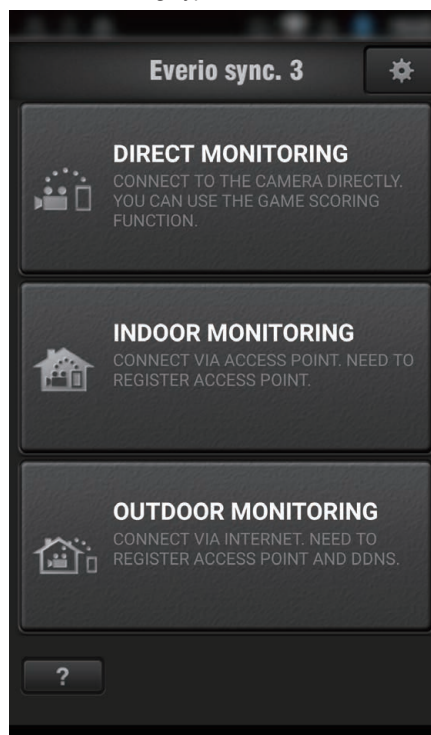 Everio sync. 3
DIRECT MONITORING
CONNECT TO THE CAMERA DIRECTLY.
YOU CAN USE THE GAME SCORING
FUNCTION.
INDOOR MONITORING
CONNECT VIA ACCESS POINT. NEED TO
REGISTER ACCESS POINT.
OUTDOOR MONITORING
CONNECT VIA INTERNET. NEED TO
REGISTER ACCESS POINT AND DDNS.
?